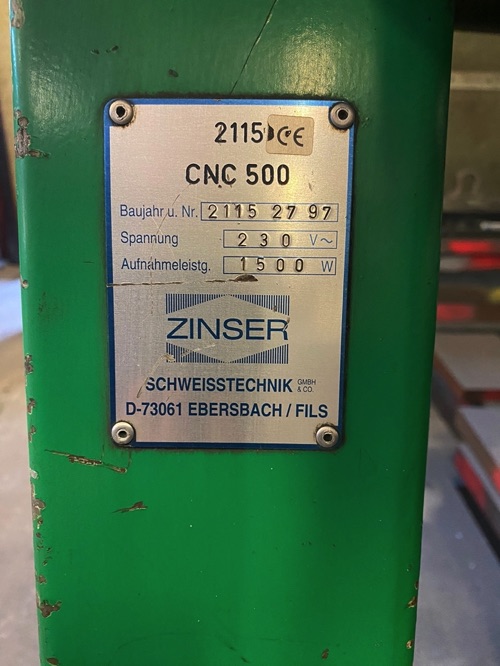 2115 CE
CNC 500
Baujahr u. Nr. 2115 27 97
Spannung 230 V~
Aufnahmeleistg. 1500 W
ZINSER
SCHWEISSTECHNIK GMBH & CO.
D-73061 EBERSBACH / FILS